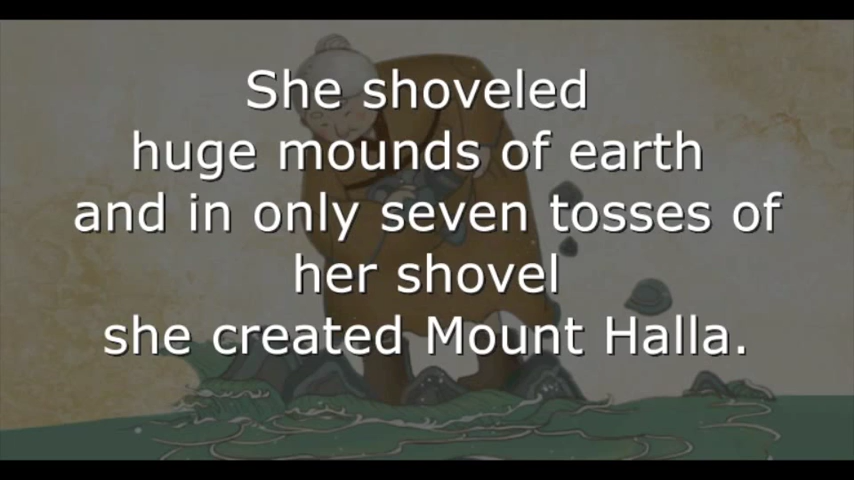 She shoveled
huge mounds of earth
and in only seven tosses of
her shovel
she created Mount Halla.